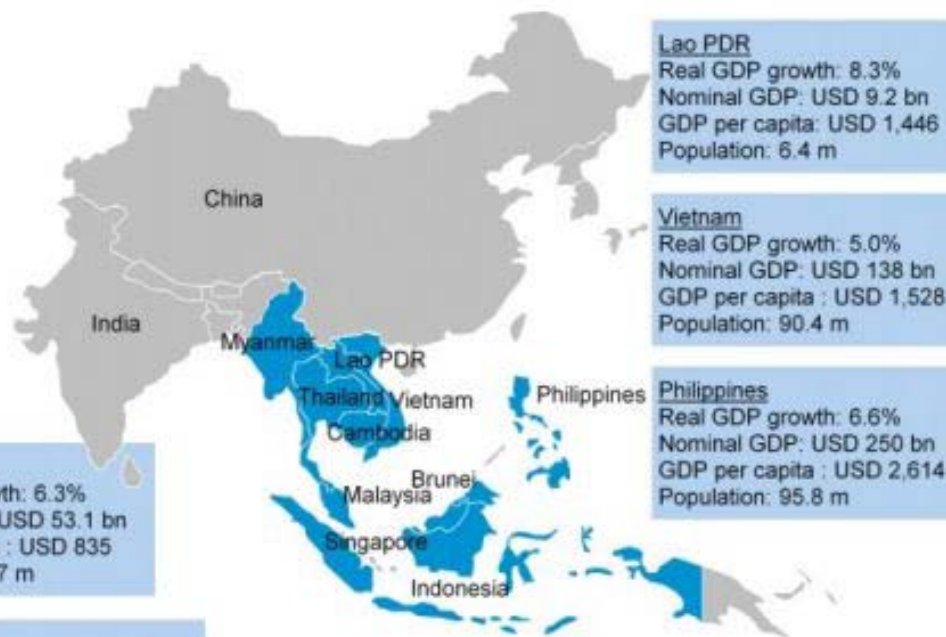 Lao PDR
Real GDP growth: 8.3%
Nominal GDP: USD 9.2 bn
GDP per capita: USD 1,446
Population: 6.4 m
China
Vietnam
Real GDP growth: 5.0%
Nominal GDP: USD 138 bn
GDP per capita : USD 1,528
Population: 90.4 m
India
Myanmar
Lao PDR
Thailand
Vietnam
Cambodia
Philippines
Philippines
Real GDP growth: 6.6%
Nominal GDP: USD 250 bn
GDP per capita : USD 2,614
Population: 95.8 m
Brunei
Malaysia
Singapore
Indonesia
th: 6.3%
USD 53.1 bn
: USD 835
7 m